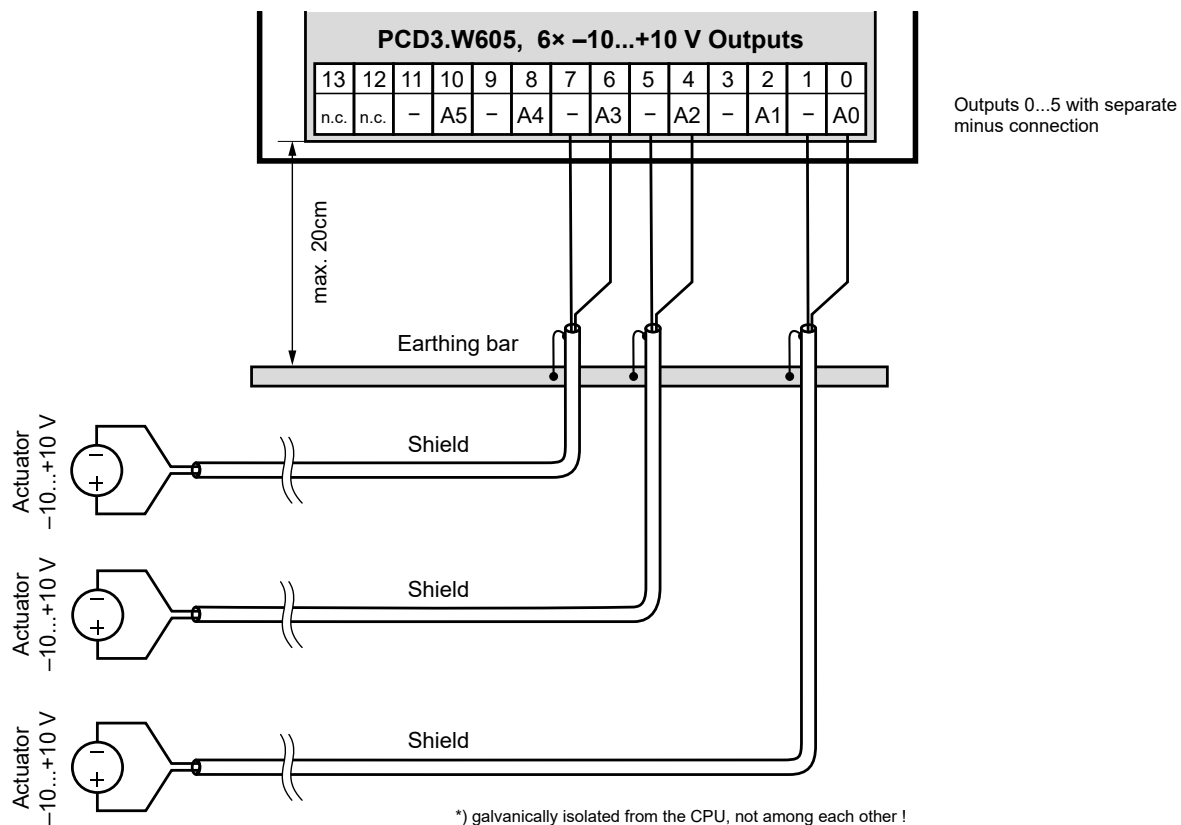 PCD3.W605, 6× –10...+10 V Outputs
13 12 11 10 9 8 7 6 5 4 3 2 1 0
n.c. n.c. – A5 – A4 – A3 – A2 – A1 – A0
Outputs 0...5 with separate
minus connection
max. 20cm
Earthing bar
Actuator
–10...+10 V
–
+
Shield
Actuator
–10...+10 V
–
+
Shield
Actuator
–10...+10 V
–
+
Shield
*) galvanically isolated from the CPU, not among each other !